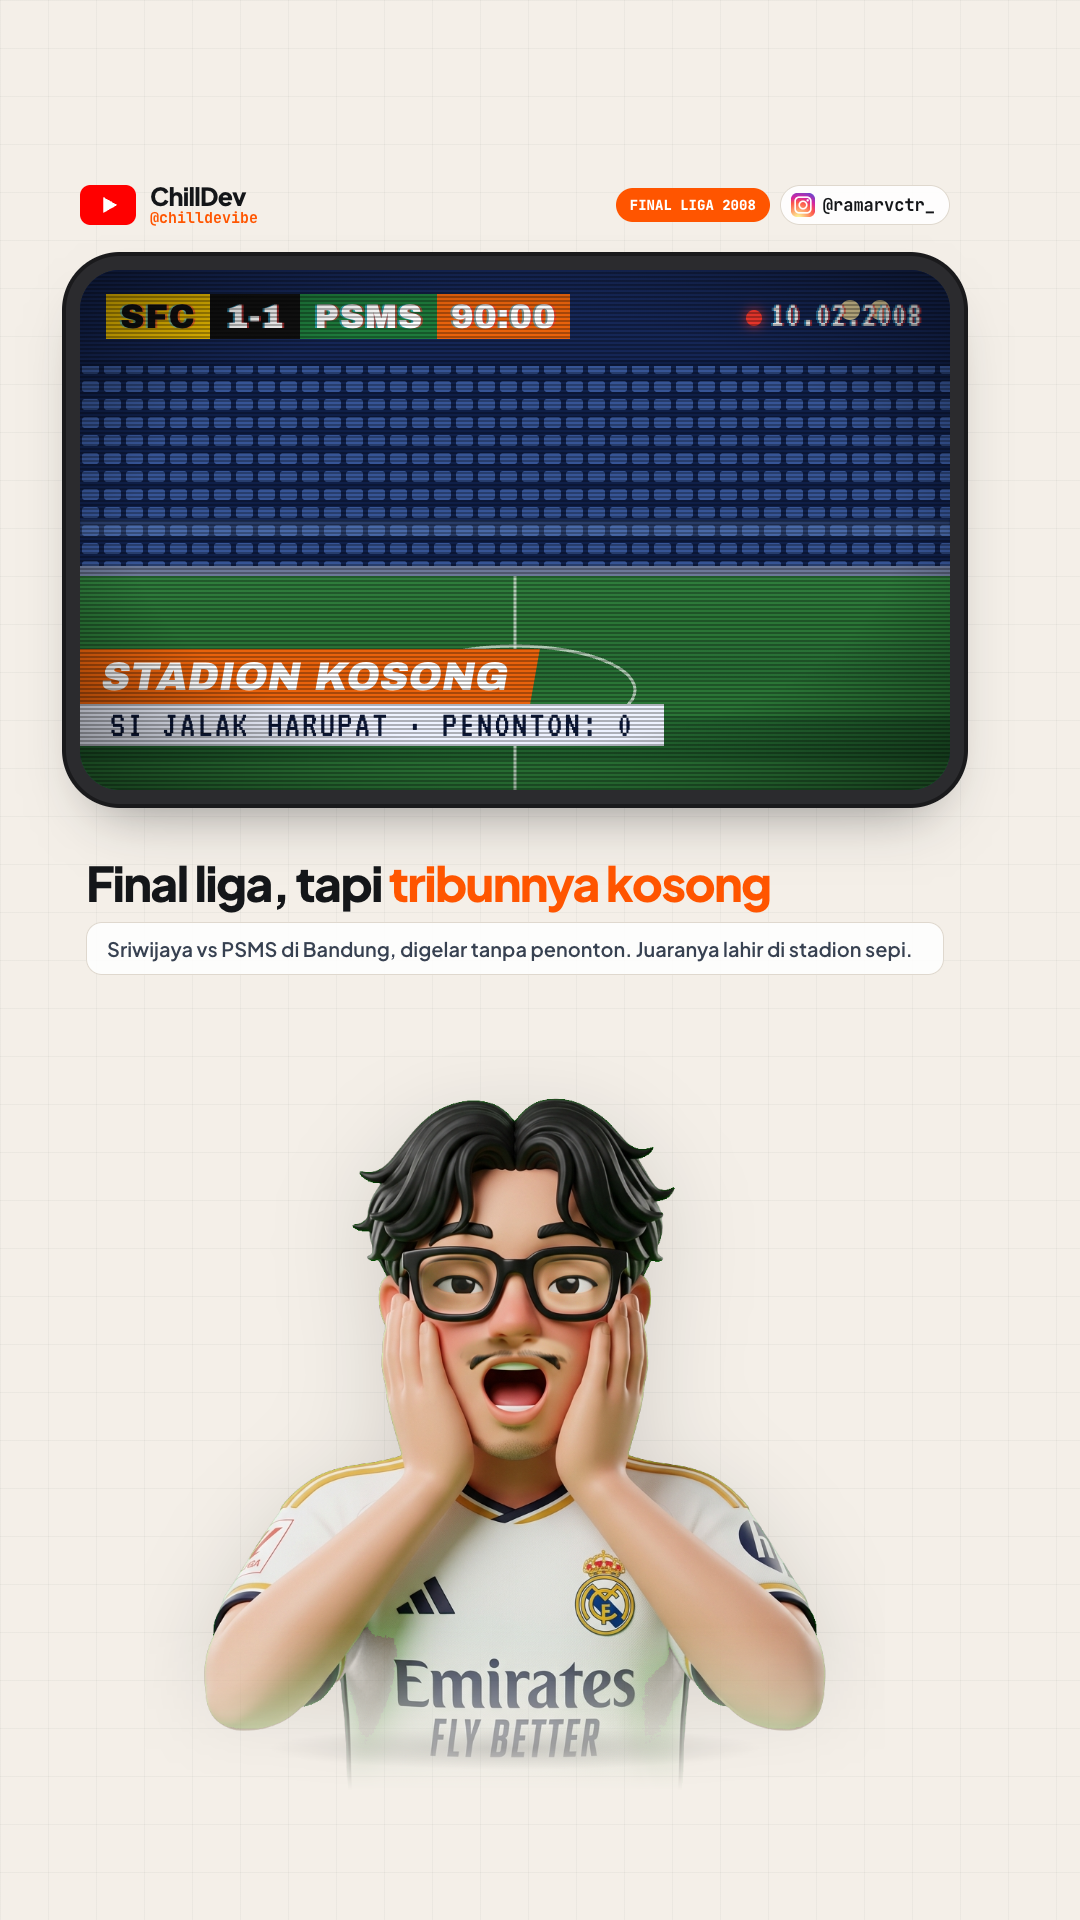 ChillDev
@chilldevibe
FINAL LIGA 2008
@ramarvctr_
SFC 1-1 PSMS 90:00
10.02.2008
STADION KOSONG
SI JALAK HARUPAT · PENONTON: 0
Final liga, tapi tribunnya kosong
Sriwijaya vs PSMS di Bandung, digelar tanpa penonton. Juaranya lahir di stadion sepi.
Emirates
FLY BETTER